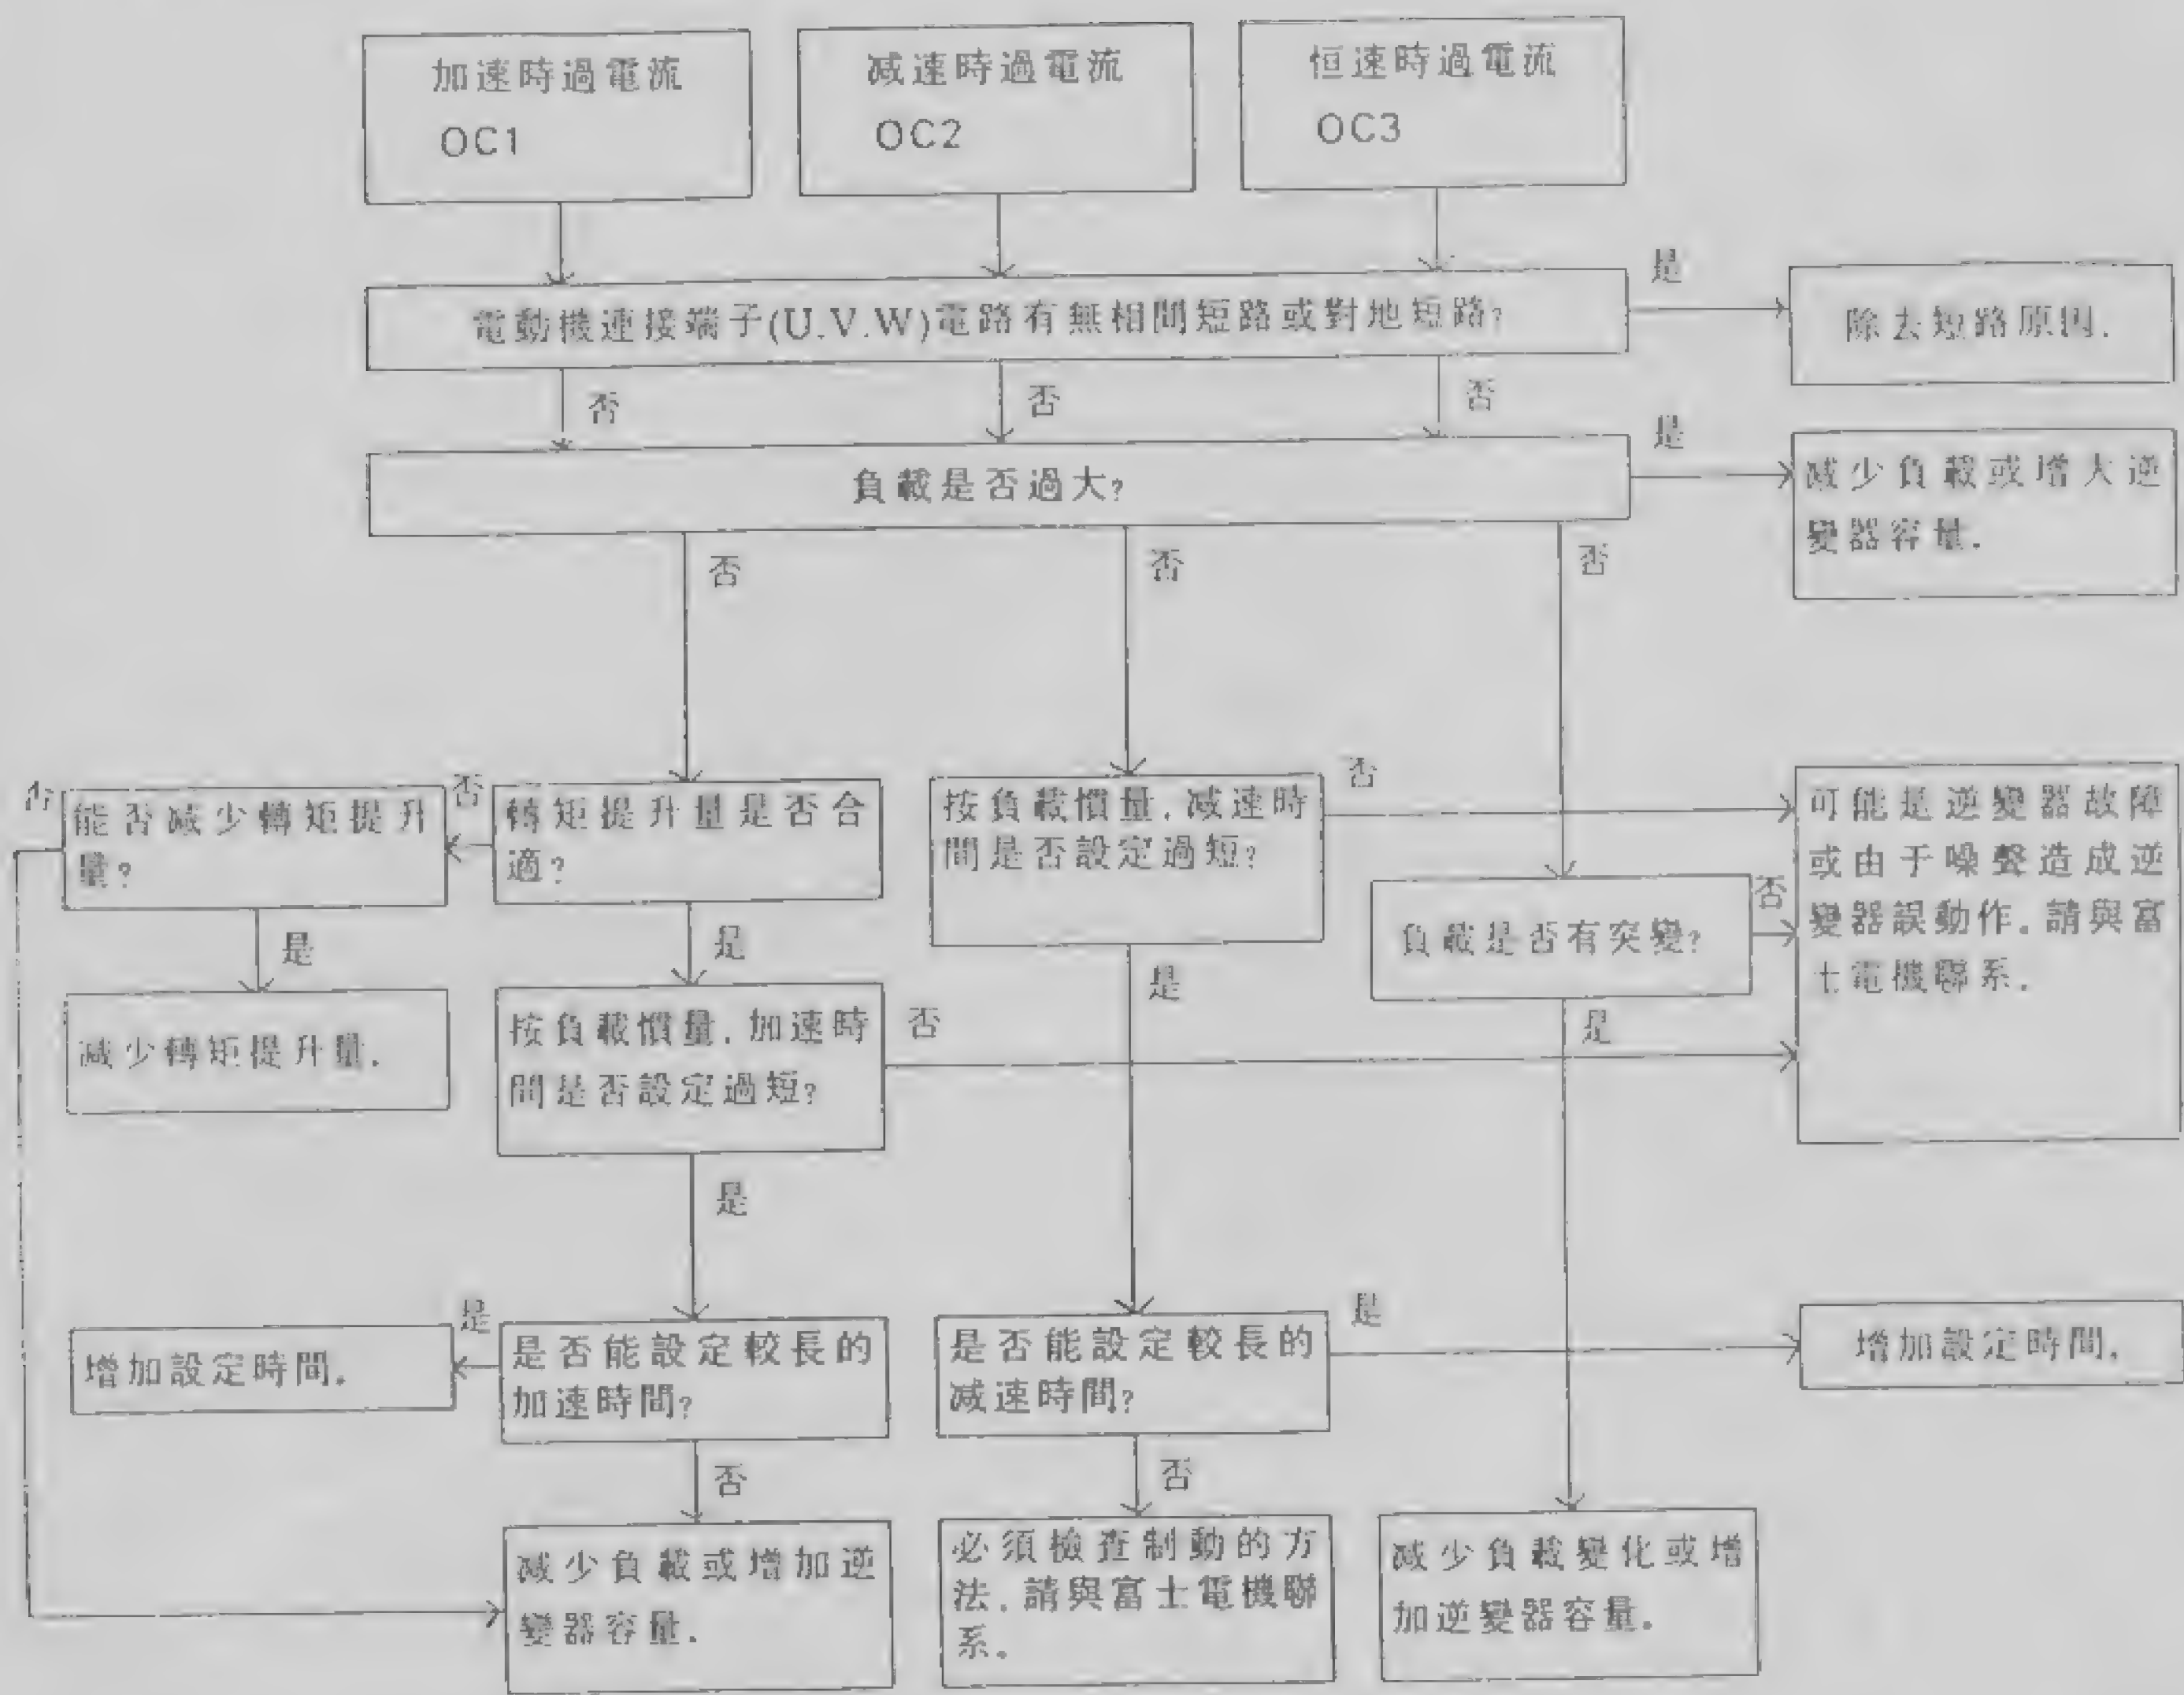 加速時過電流
OC1
减速時過電流
OC2
恒速時過電流
OC3
電動機連接端子(U.V.W)電路有無相間短路或對地短路?
是
除去短路原因.
否
否
否
負載是否過大?
是
减少負載或增大逆
變器容量.
否
否
否
否
能否减少轉矩提升
量?
否
轉矩提升量是否合
適?
按負載慣量,减速時
間是否設定過短?
否
負載是否有突變?
否
可能是逆變器故障
或由于噪聲造成逆
變器誤動作.請與富
士電機聯系.
是
减少轉矩提升量.
是
按負載慣量,加速時
間是否設定過短?
否
是
是
是
增加設定時間.
是
是否能設定較長的
加速時間?
是否能設定較長的
减速時間?
是
增加設定時間.
否
减少負載或增加逆
變器容量.
否
必須檢查制動的方
法,請與富士電機聯
系。
减少負載變化或增
加逆變器容量.